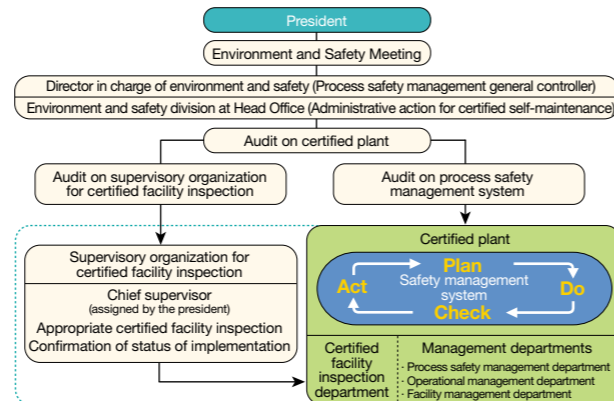 President
Environment and Safety Meeting
Director in charge of environment and safety (Process safety management general controller)
Environment and safety division at Head Office (Administrative action for certified self-maintenance)
Audit on certified plant
Audit on supervisory organization
for certified facility inspection
Audit on process safety
management system
Supervisory organization for
certified facility inspection
Chief supervisor
(assigned by the president)
Appropriate certified facility inspection
Confirmation of status of implementation
Certified plant
Plan
Act
Safety management
system
Do
Check
Certified
facility
inspection
department
Management departments
· Process safety management department
· Operational management department
· Facility management department